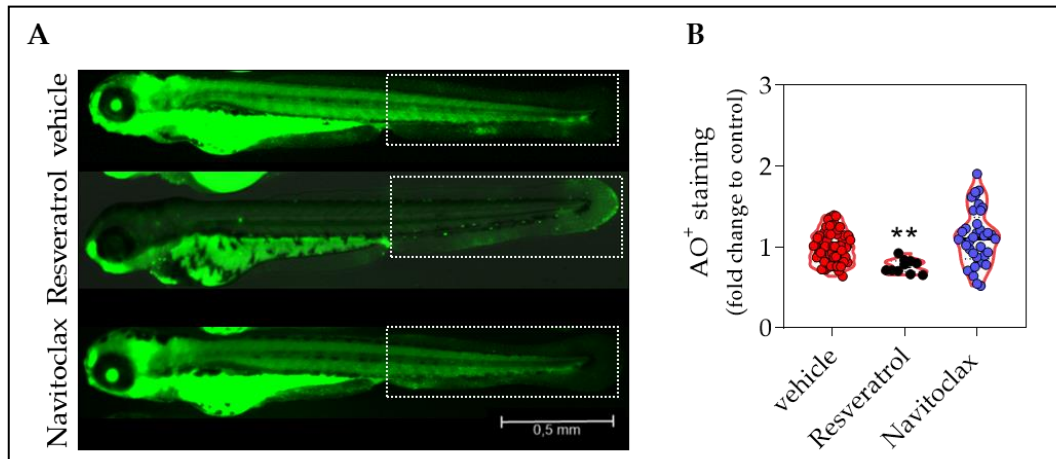 A
vehicle
Resveratrol
Navitoclax
0,5 mm
B
AO+ staining
(fold change to control)
3
2
1
0
**
vehicle
Resveratrol
Navitoclax